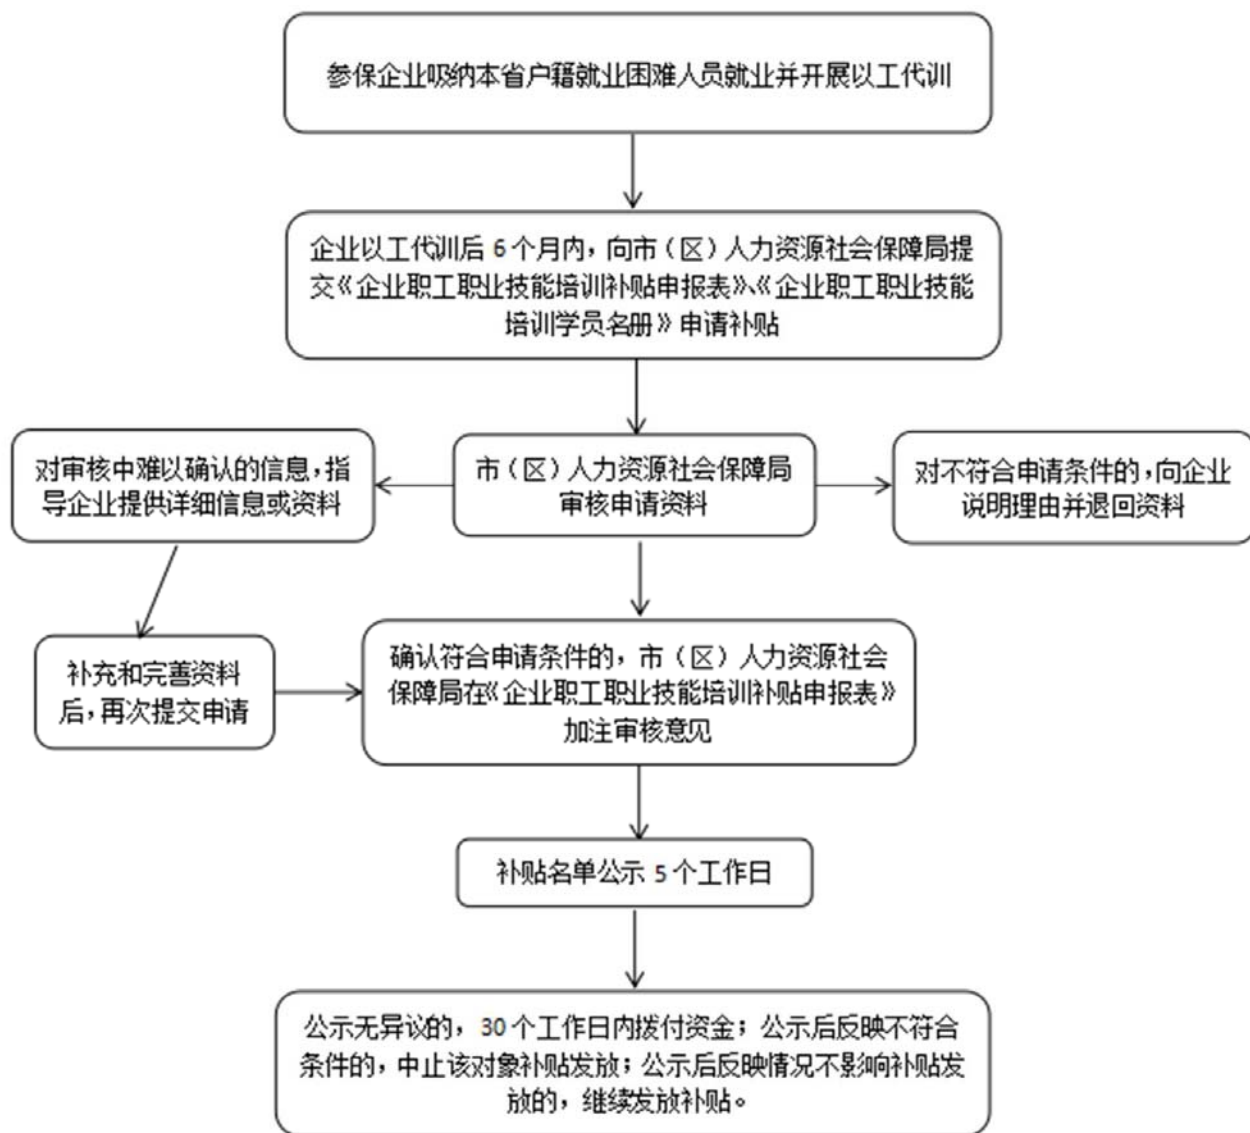 参保企业吸纳本省户籍就业困难人员就业并开展以工代训
企业以工代训后 6 个月内，向市（区）人力资源社会保障局提
交《企业职工职业技能培训补贴申报表》、《企业职工职业技能
培训学员名册》申请补贴
对审核中难以确认的信息，指
导企业提供详细信息或资料
市（区）人力资源社会保障局
审核申请资料
对不符合申请条件的，向企业
说明理由并退回资料
补充和完善资料
后，再次提交申请
确认符合申请条件的，市（区）人力资源社会
保障局在《企业职工职业技能培训补贴申报表》
加注审核意见
补贴名单公示 5 个工作日
公示无异议的，30 个工作日内拨付资金；公示后反映不符合
条件的，中止该对象补贴发放；公示后反映情况不影响补贴发
放的，继续发放补贴。